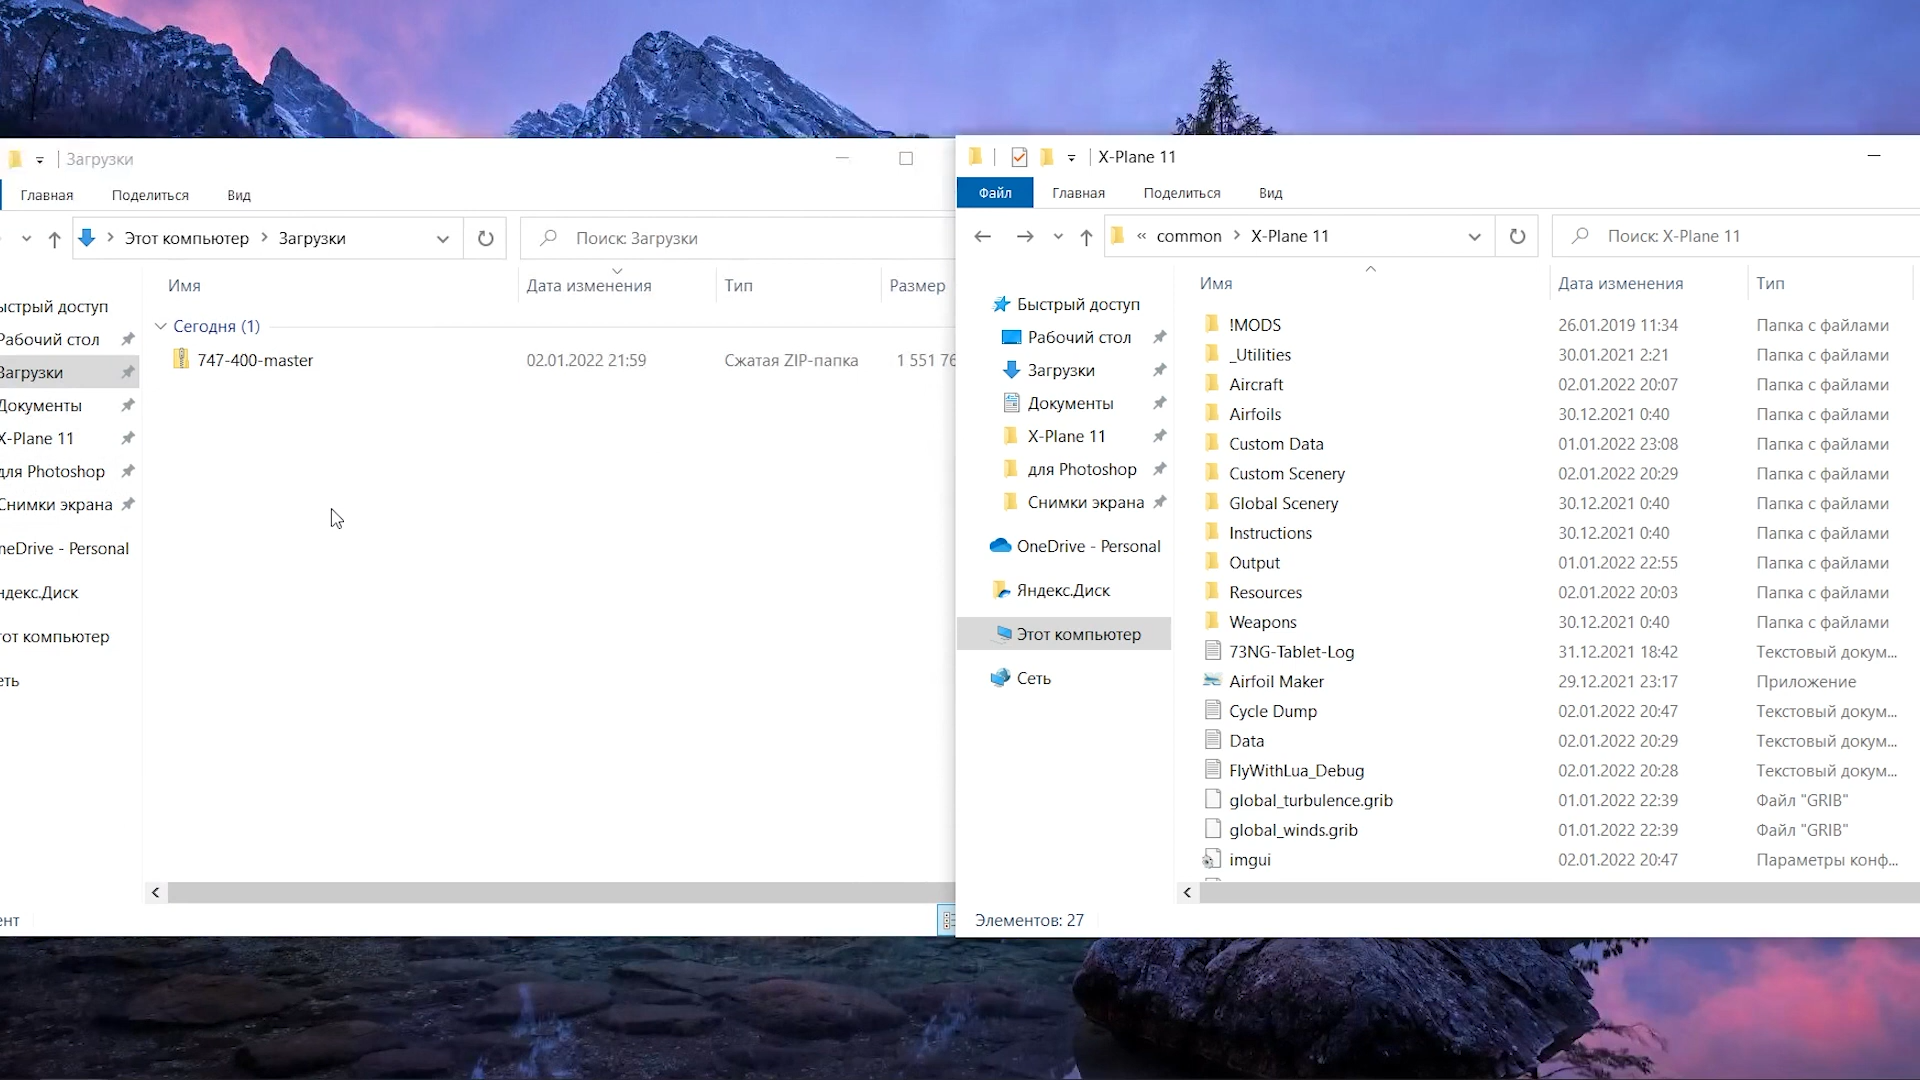 Загрузки
Главная Поделиться Вид
Этот компьютер Загрузки
Поиск: Загрузки
Имя Дата изменения Тип Размер
ыстрый доступ
Рабочий стол
Загрузки
Документы
X-Plane 11
для Photoshop
Снимки экрана
neDrive - Personal
ндекс.Диск
тот компьютер
еть
Сегодня (1)
747-400-master 02.01.2022 21:59 Сжатая ZIP-папка 1 551 76
ент
X-Plane 11
Файл Главная Поделиться Вид
« common X-Plane 11
Поиск: X-Plane 11
Быстрый доступ
Рабочий стол
Загрузки
Документы
X-Plane 11
для Photoshop
Снимки экрана
OneDrive - Personal
Яндекс.Диск
Этот компьютер
Сеть
Имя Дата изменения Тип
!MODS 26.01.2019 11:34 Папка с файлами
_Utilities 30.01.2021 2:21 Папка с файлами
Aircraft 02.01.2022 20:07 Папка с файлами
Airfoils 30.12.2021 0:40 Папка с файлами
Custom Data 01.01.2022 23:08 Папка с файлами
Custom Scenery 02.01.2022 20:29 Папка с файлами
Global Scenery 30.12.2021 0:40 Папка с файлами
Instructions 30.12.2021 0:40 Папка с файлами
Output 01.01.2022 22:55 Папка с файлами
Resources 02.01.2022 20:03 Папка с файлами
Weapons 30.12.2021 0:40 Папка с файлами
73NG-Tablet-Log 31.12.2021 18:42 Текстовый докум...
Airfoil Maker 29.12.2021 23:17 Приложение
Cycle Dump 02.01.2022 20:47 Текстовый докум...
Data 02.01.2022 20:29 Текстовый докум...
FlyWithLua_Debug 02.01.2022 20:28 Текстовый докум...
global_turbulence.grib 01.01.2022 22:39 Файл "GRIB"
global_winds.grib 01.01.2022 22:39 Файл "GRIB"
imgui 02.01.2022 20:47 Параметры конф...
Элементов: 27